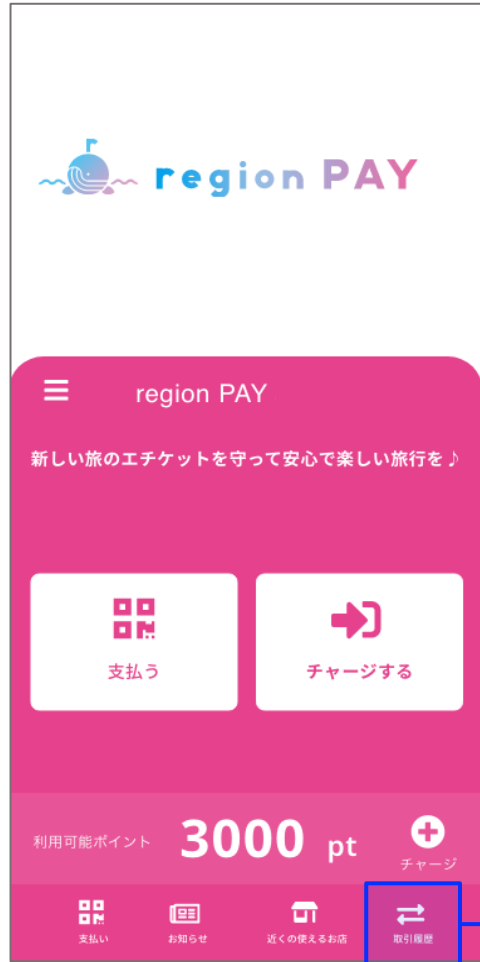 region PAY
region PAY
新しい旅のエチケットを守って安心で楽しい旅行を♪
支払う
チャージする
利用可能ポイント 3000 pt
チャージ
支払い お知らせ 近くの使えるお店 取引履歴